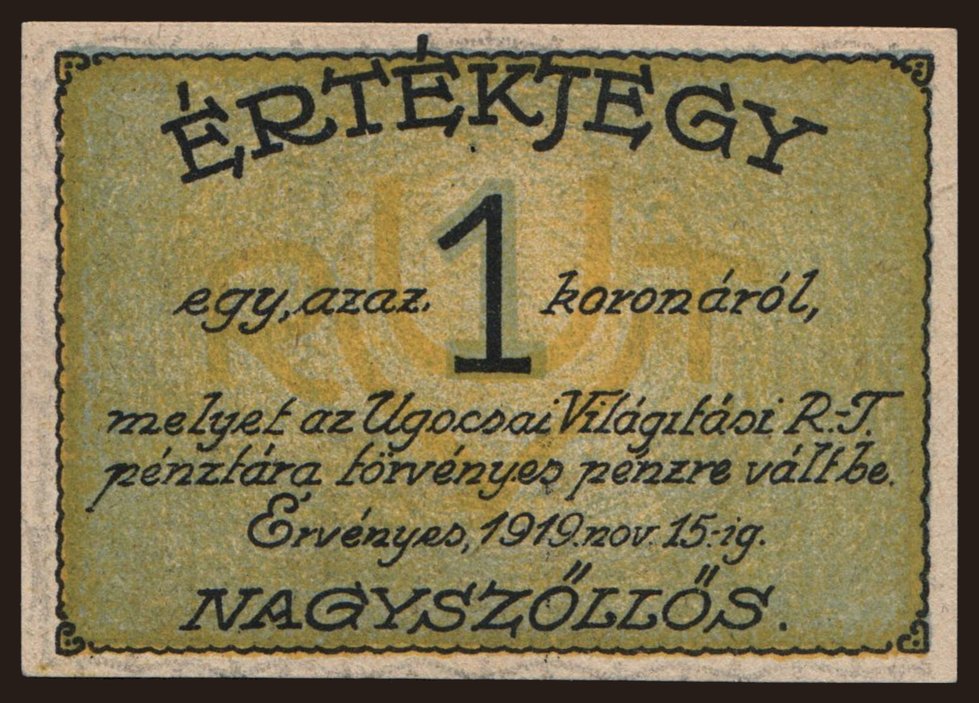 ÉRTÉKJEGY
egy, azaz 1 koronáról,
melyet az Ugocsai Világítási R.-T.
pénztára törvényes pénzre vált be.
Érvényes, 1919. nov. 15-ig.
NAGYSZŐLLŐS.
RUVT